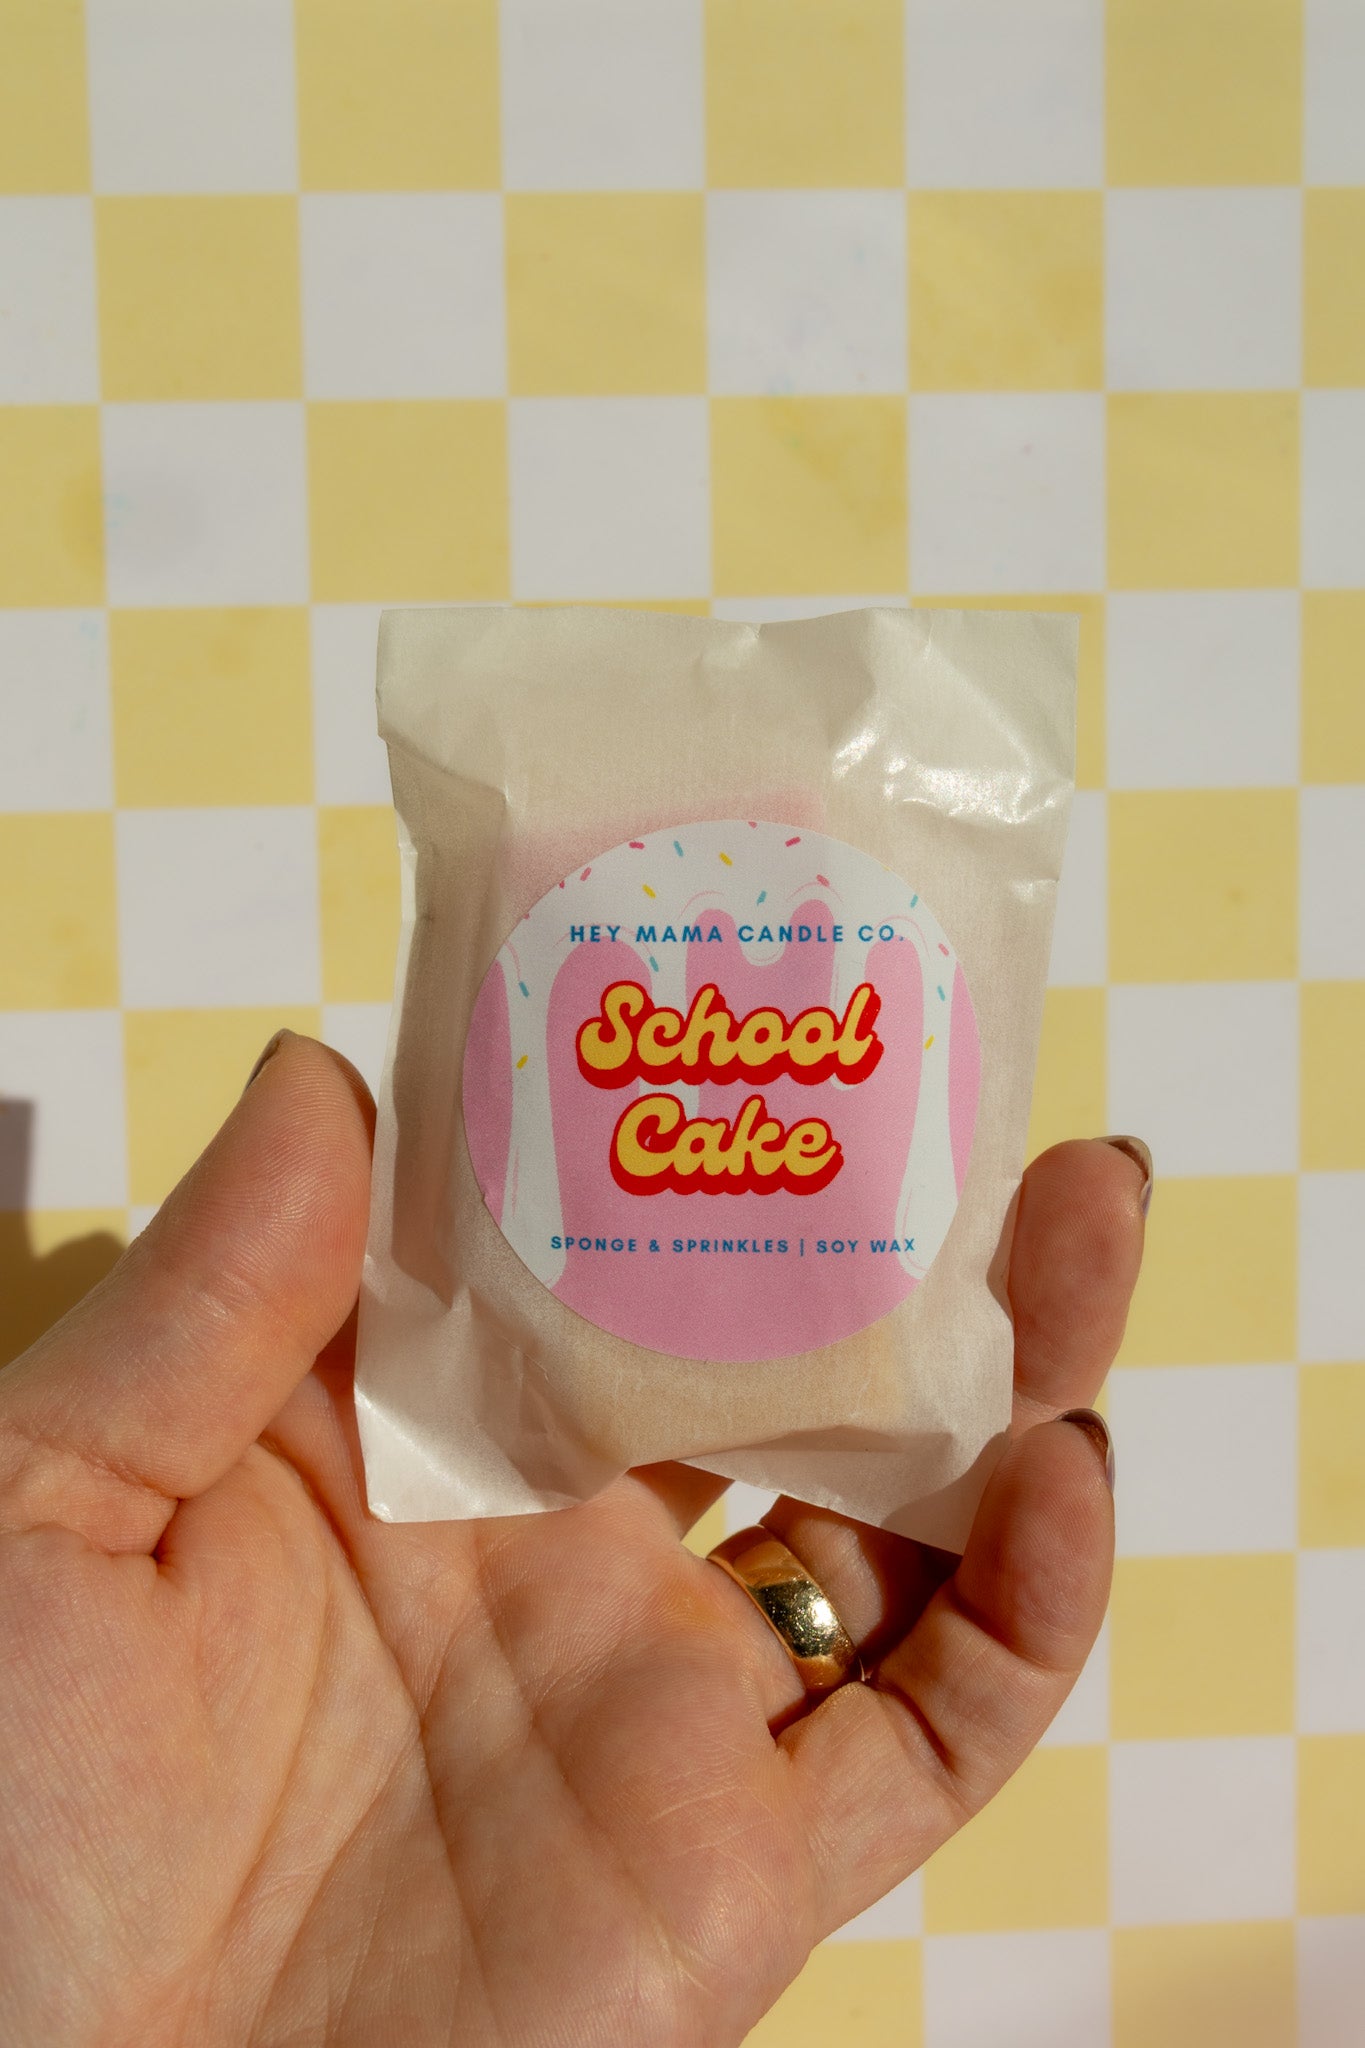 HEY MAMA CANDLE CO.
School
Cake
SPONGE & SPRINKLES | SOY WAX